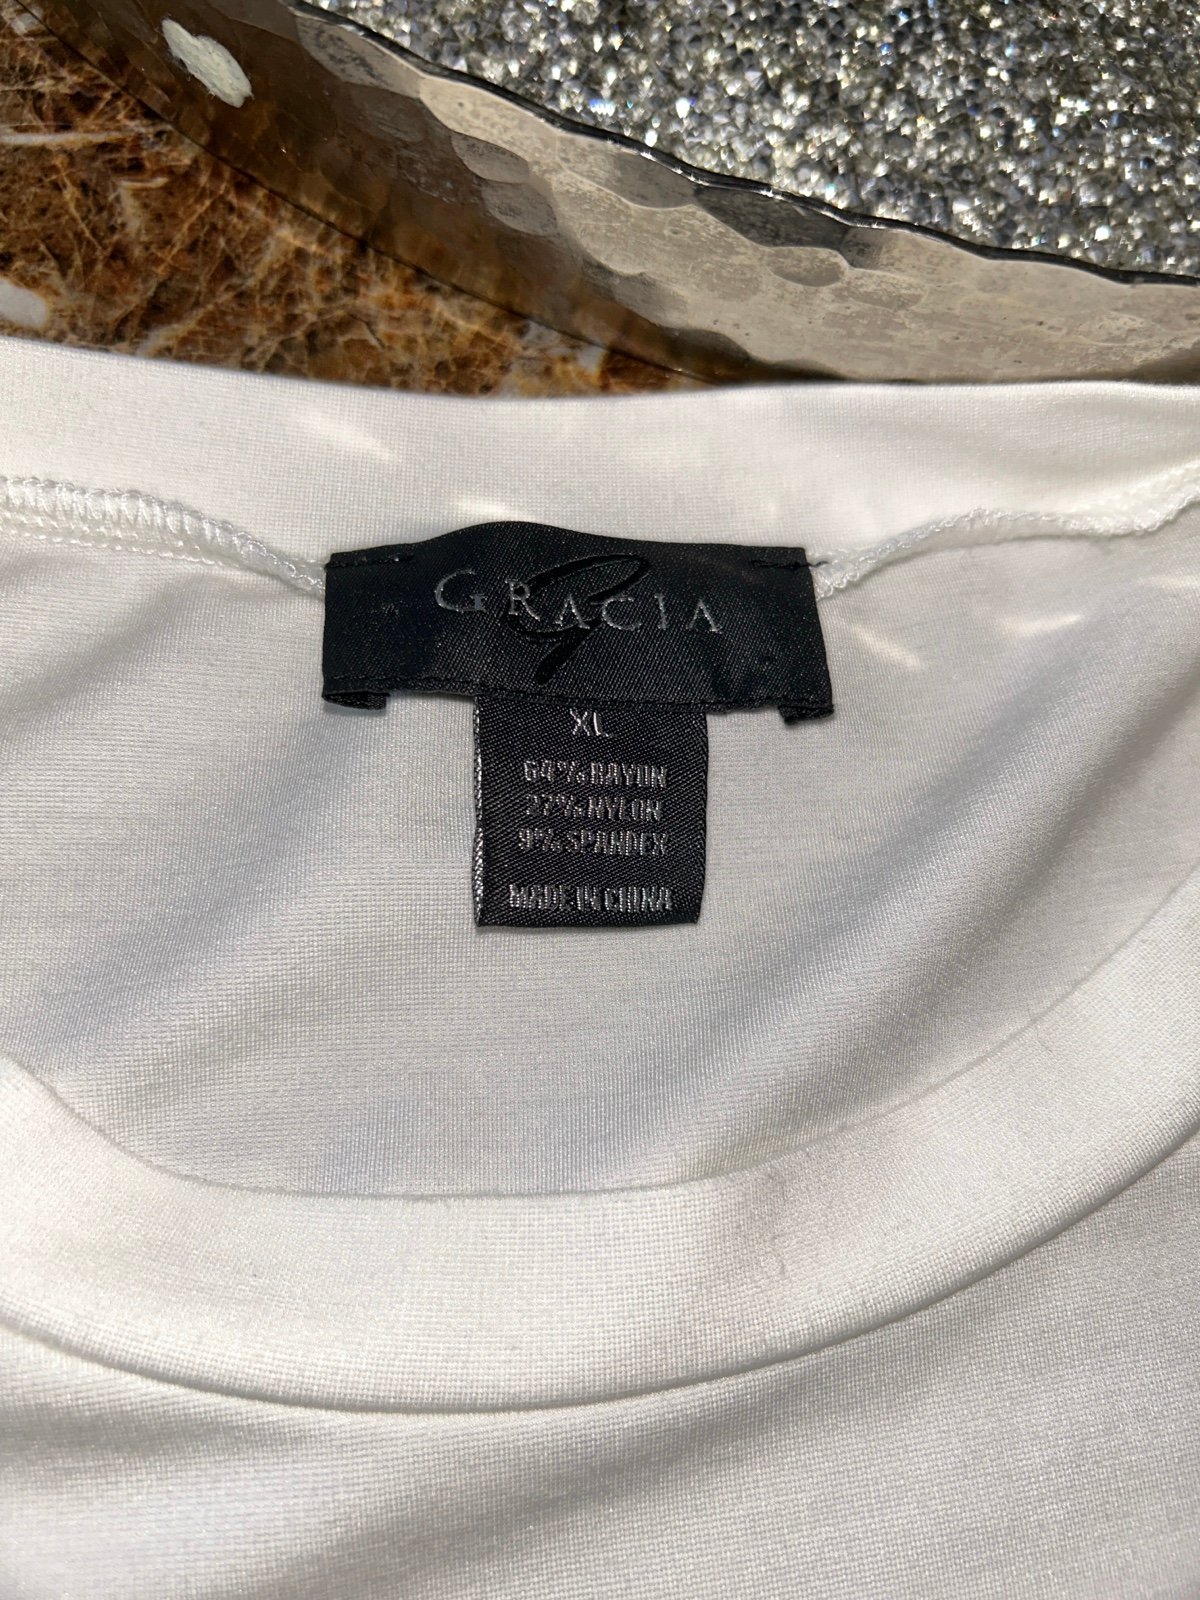 GRACIA
XL
64% RAYON
27% NYLON
9% SPANDEX
MADE IN CHINA